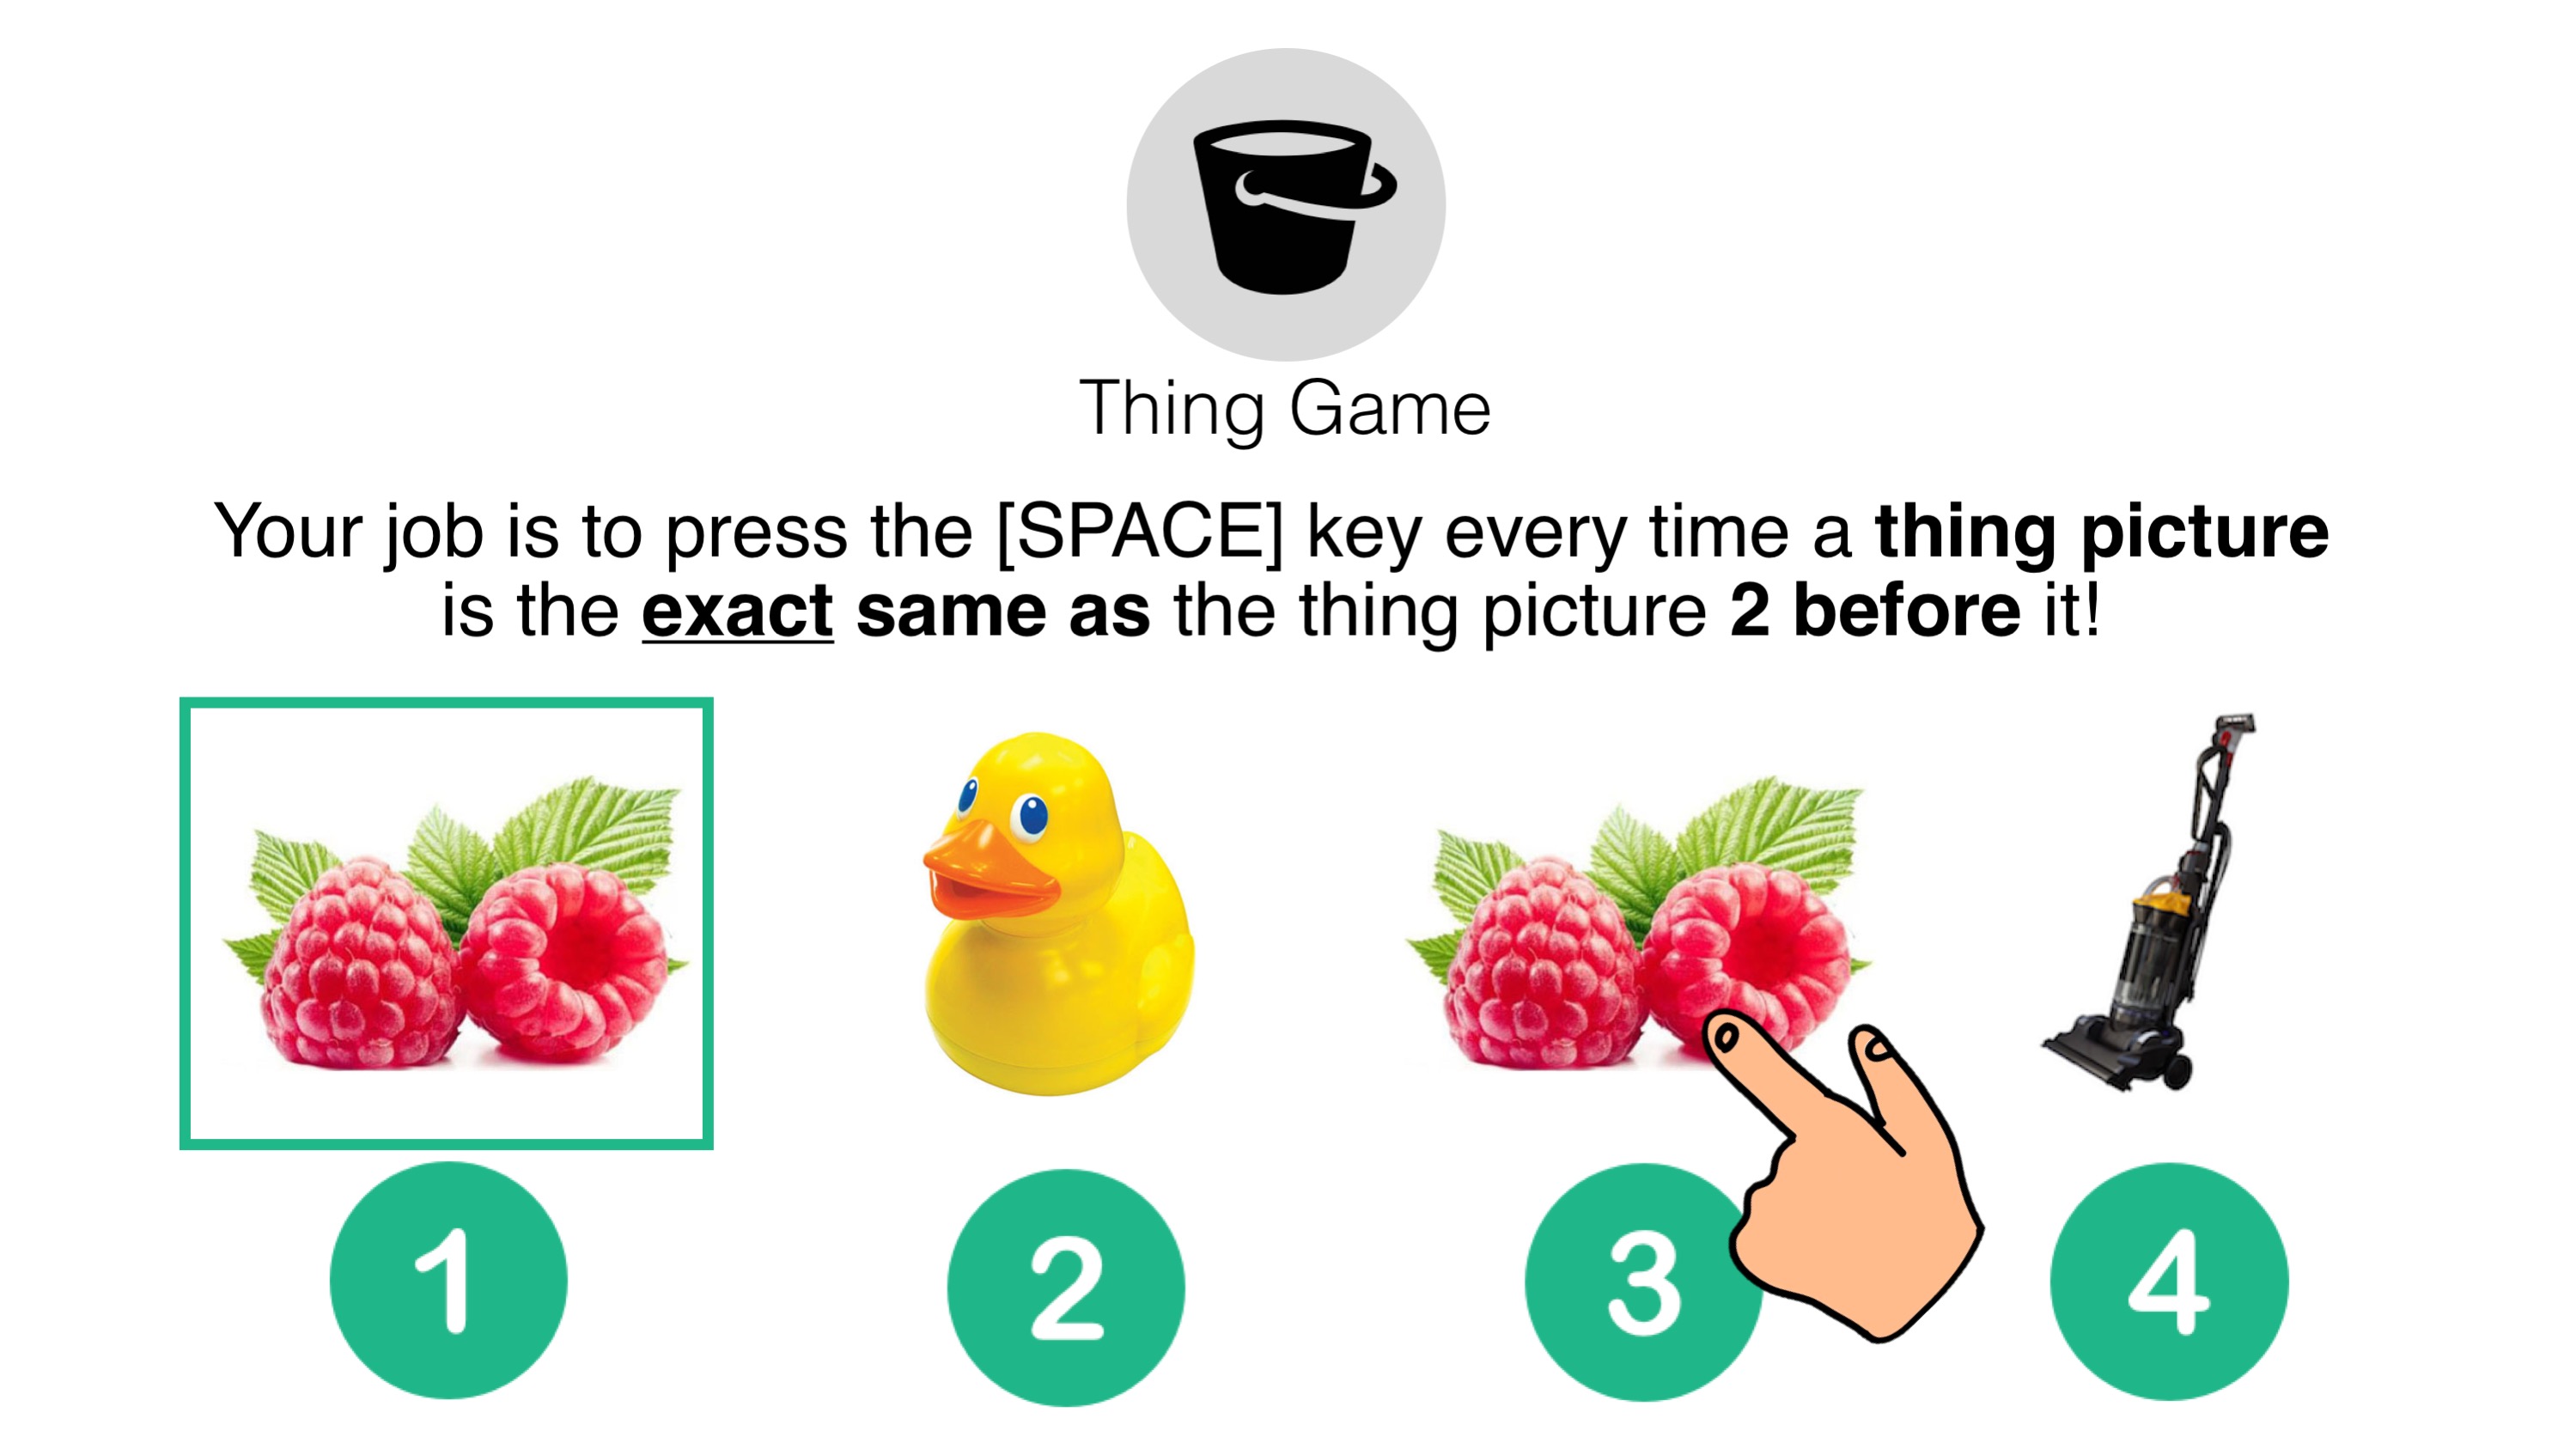 Thing Game
Your job is to press the [SPACE] key every time a thing picture
is the exact same as the thing picture 2 before it!
1 2 3 4